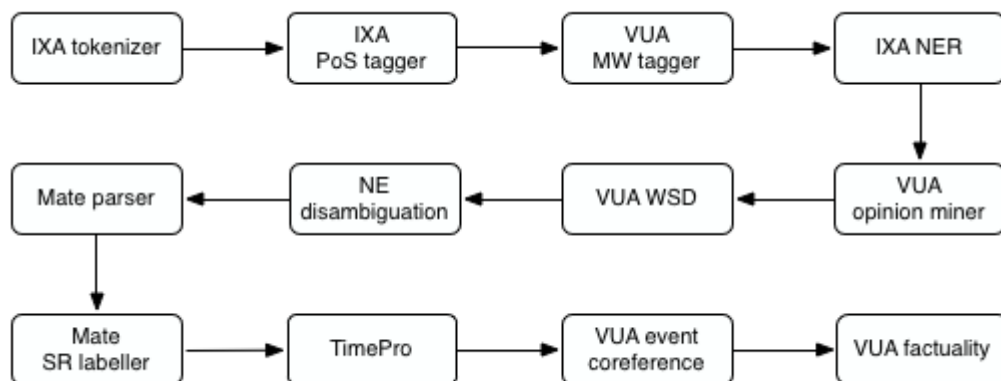 IXA tokenizer
IXA
PoS tagger
VUA
MW tagger
IXA NER
Mate parser
NE
disambiguation
VUA WSD
VUA
opinion miner
Mate
SR labeller
TimePro
VUA event
coreference
VUA factuality